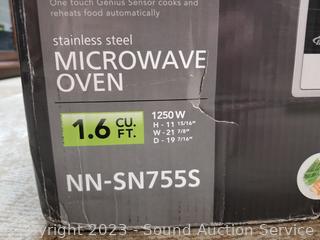 One touch Genius Sensor cooks and
reheats food automatically
stainless steel
MICROWAVE
OVEN
1.6 CU.
FT.
1250 W
H - 11 15/16"
W - 21 7/8"
D - 19 7/16"
NN-SN755S
Copyright 2023 - Sound Auction Service